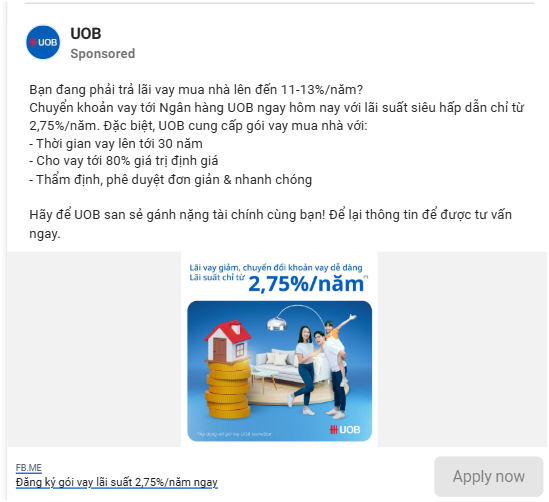 UOB
UOB
Sponsored
Bạn đang phải trả lãi vay mua nhà lên đến 11-13%/năm?
Chuyển khoản vay tới Ngân hàng UOB ngay hôm nay với lãi suất siêu hấp dẫn chỉ từ
2,75%/năm. Đặc biệt, UOB cung cấp gói vay mua nhà với:
- Thời gian vay lên tới 30 năm
- Cho vay tới 80% giá trị định giá
- Thẩm định, phê duyệt đơn giản & nhanh chóng
Hãy để UOB san sẻ gánh nặng tài chính cùng bạn! Để lại thông tin để được tư vấn
ngay.
Lãi vay giảm, chuyển đổi khoản vay dễ dàng
Lãi suất chỉ từ 2,75%/năm(*)
UOB
FB.ME
Đăng ký gói vay lãi suất 2,75%/năm ngay
Apply now